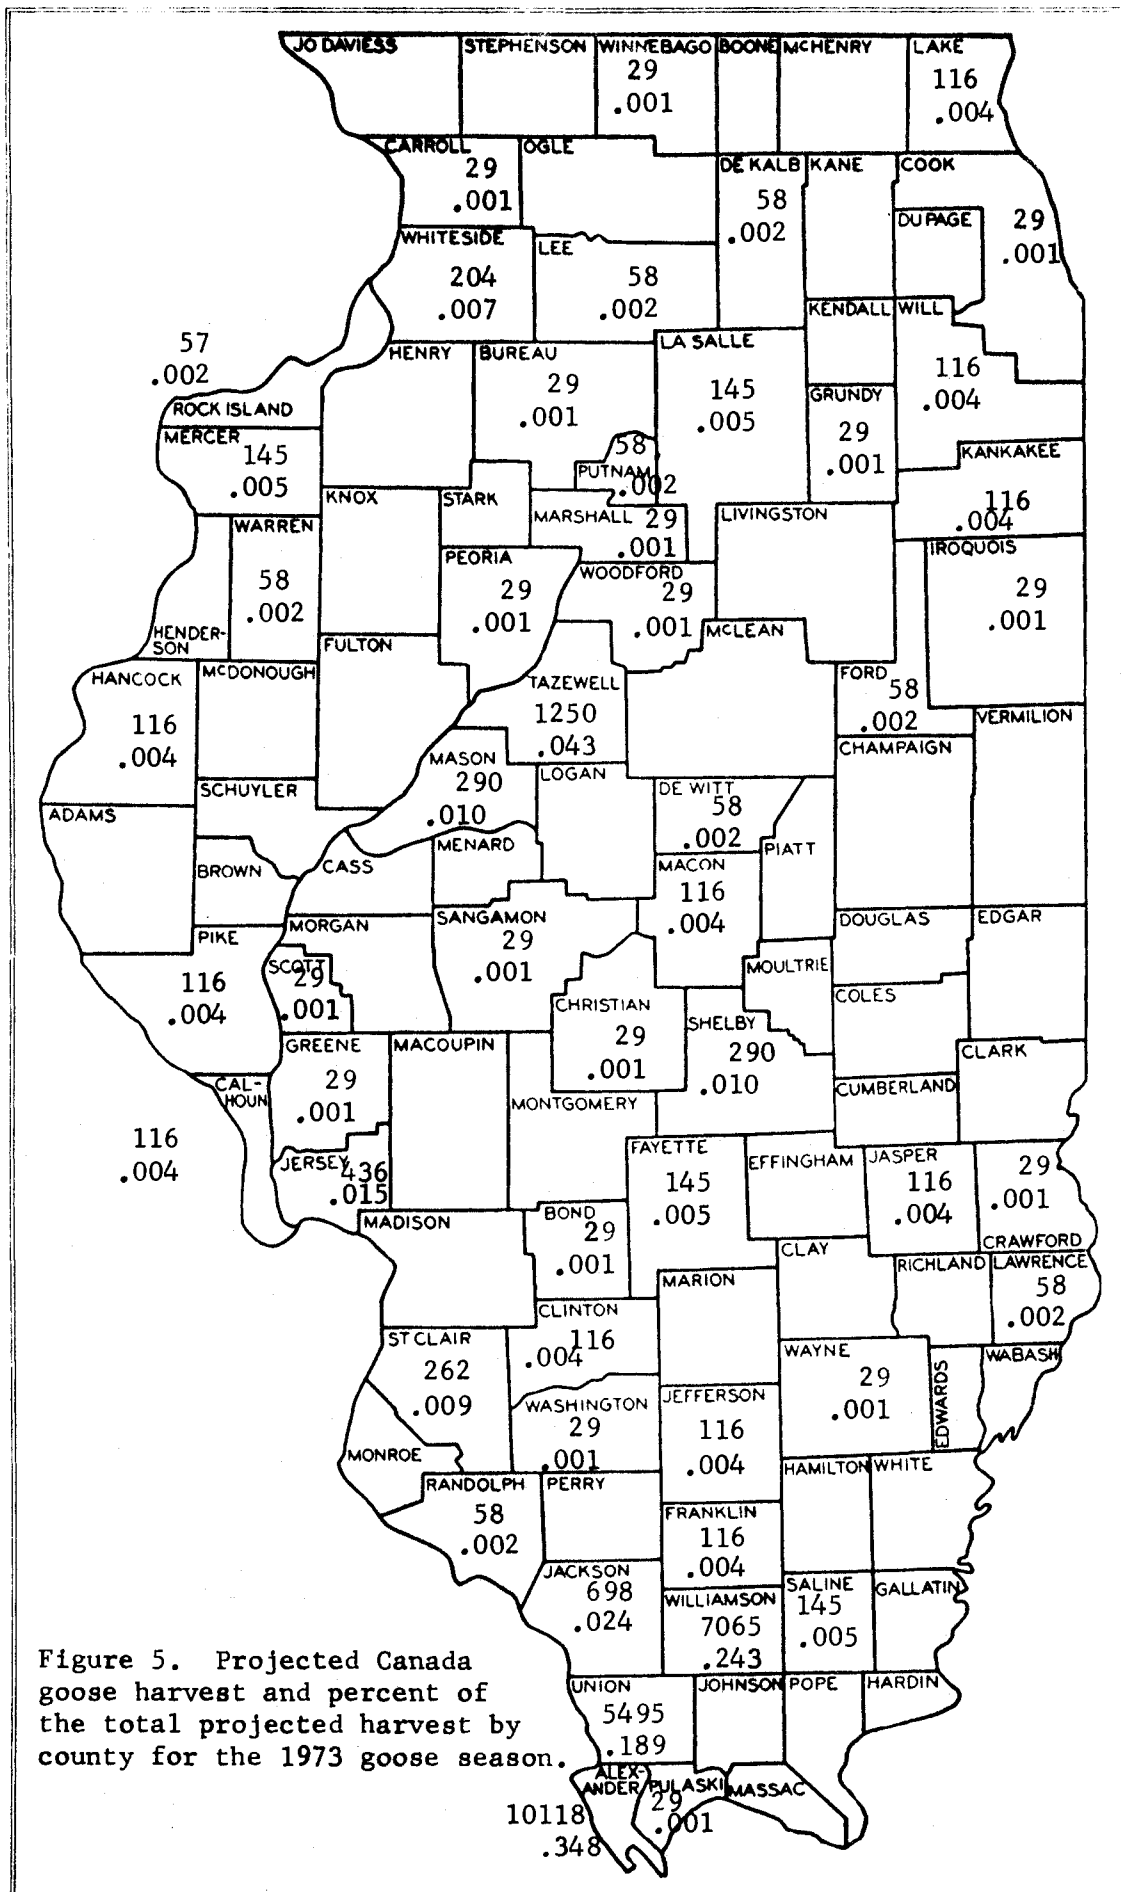 JO DAVIESS STEPHENSON WINNEBAGO BOONE MCHENRY LAKE
29 116
.001 .004
CARROLL OGLE DE KALB KANE COOK
29 58
.001 .002
DU PAGE 29
.001
WHITESIDE LEE
204 58
.007 .002
KENDALL WILL
57
.002
HENRY BUREAU LA SALLE
29 145 116
.001 .005 .004
ROCK ISLAND GRUNDY
MERCER 29
145 58 .001
.005 PUTNAM KANKAKEE
.002
KNOX STARK 116
.004
MARSHALL 29 LIVINGSTON
.001
WARREN PEORIA IROQUOIS
58 29 WOODFORD 29
.002 .001 29 .001
.001 MCLEAN
HENDER-
SON
FULTON
HANCOCK MCDONOUGH TAZEWELL FORD
116 1250 58
.004 .043 .002
VERMILION
MASON CHAMPAIGN
290 LOGAN
.010
SCHUYLER DE WITT
58
ADAMS .002
MENARD PIATT
BROWN CASS MACON
116
.004
SANGAMON DOUGLAS EDGAR
MORGAN 29
.001
PIKE
116 SCOTT MOULTRIE
.004 29
.001 COLES
CHRISTIAN SHELBY
29 290
.001 .010
GREENE MACOUPIN CLARK
29
.001
CAL-
HOUN MONTGOMERY CUMBERLAND
116
.004
FAYETTE EFFINGHAM JASPER 29
JERSEY 145 116 .001
436 .005 .004
.015 CRAWFORD
MADISON BOND CLAY
29
.001 RICHLAND LAWRENCE
MARION 58
.002
CLINTON
116
.004
ST CLAIR WAYNE WABASH
262 29
.009 .001 EDWARDS
WASHINGTON JEFFERSON
29 116
.001 .004
MONROE HAMILTON WHITE
RANDOLPH PERRY
58 FRANKLIN
.002 116
.004
JACKSON SALINE GALLATIN
698 WILLIAMSON 145
.024 7065 .005
.243
UNION JOHNSON POPE HARDIN
5495
.189
ALEX-
ANDER PULASKI MASSAC
29
10118 .001
.348
Figure 5. Projected Canada
goose harvest and percent of
the total projected harvest by
county for the 1973 goose season.